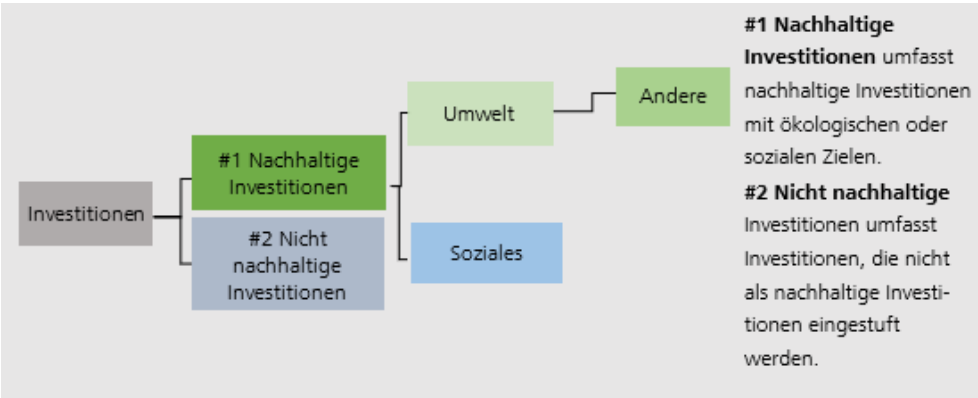 Investitionen
#1 Nachhaltige
Investitionen
#2 Nicht
nachhaltige
Investitionen
Umwelt
Andere
Soziales
#1 Nachhaltige
Investitionen umfasst
nachhaltige Investitionen
mit ökologischen oder
sozialen Zielen.
#2 Nicht nachhaltige
Investitionen umfasst
Investitionen, die nicht
als nachhaltige Investi-
tionen eingestuft
werden.